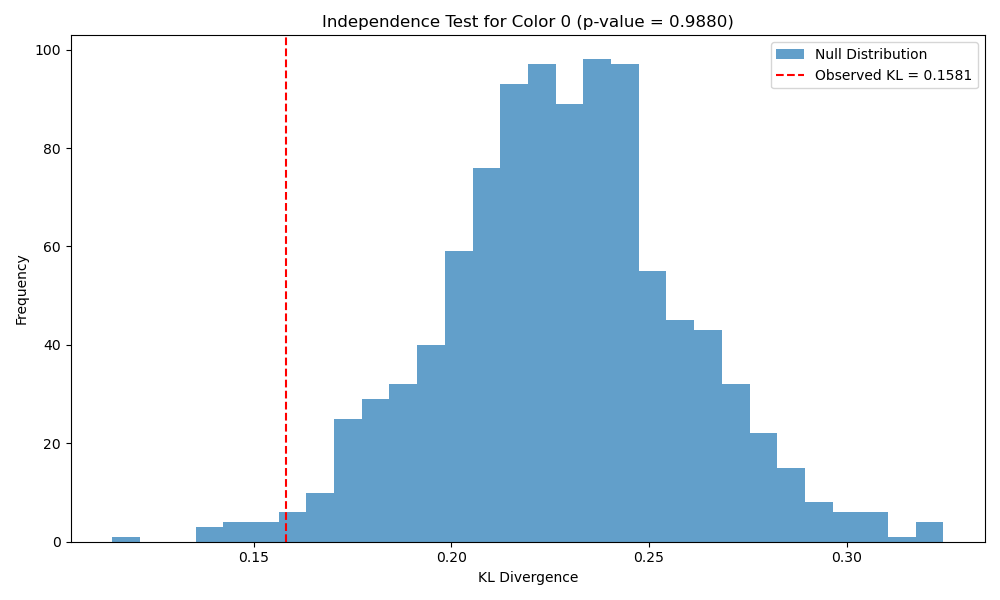 Independence Test for Color 0 (p-value = 0.9880)
Null Distribution
Observed KL = 0.1581
Frequency
100
80
60
40
20
0
0.15
0.20
0.25
0.30
KL Divergence